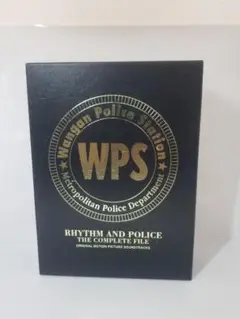 ★ Wangan Police Station ★
WPS
Metropolitan Police Department
RHYTHM AND POLICE
THE COMPLETE FILE
ORIGINAL MOTION PICTURE SOUNDTRACKS